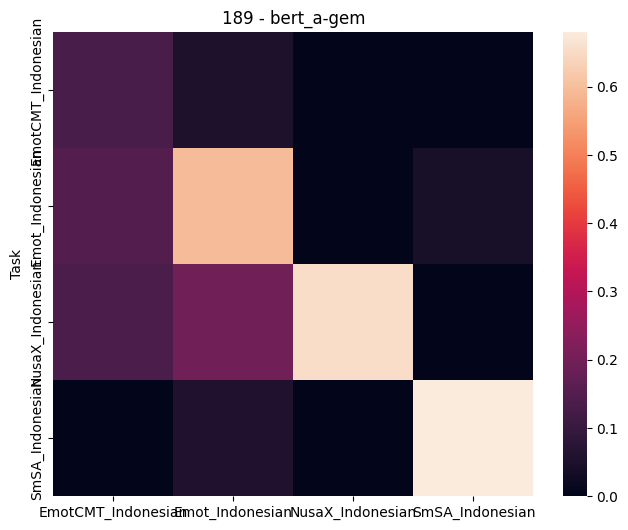 189 - bert_a-gem
Task
EmotCMT_Indonesian
Emot_Indonesian
NusaX_Indonesian
SmSA_Indonesian
EmotCMT_Indonesian
Emot_Indonesian
NusaX_Indonesian
SmSA_Indonesian
0.6
0.5
0.4
0.3
0.2
0.1
0.0